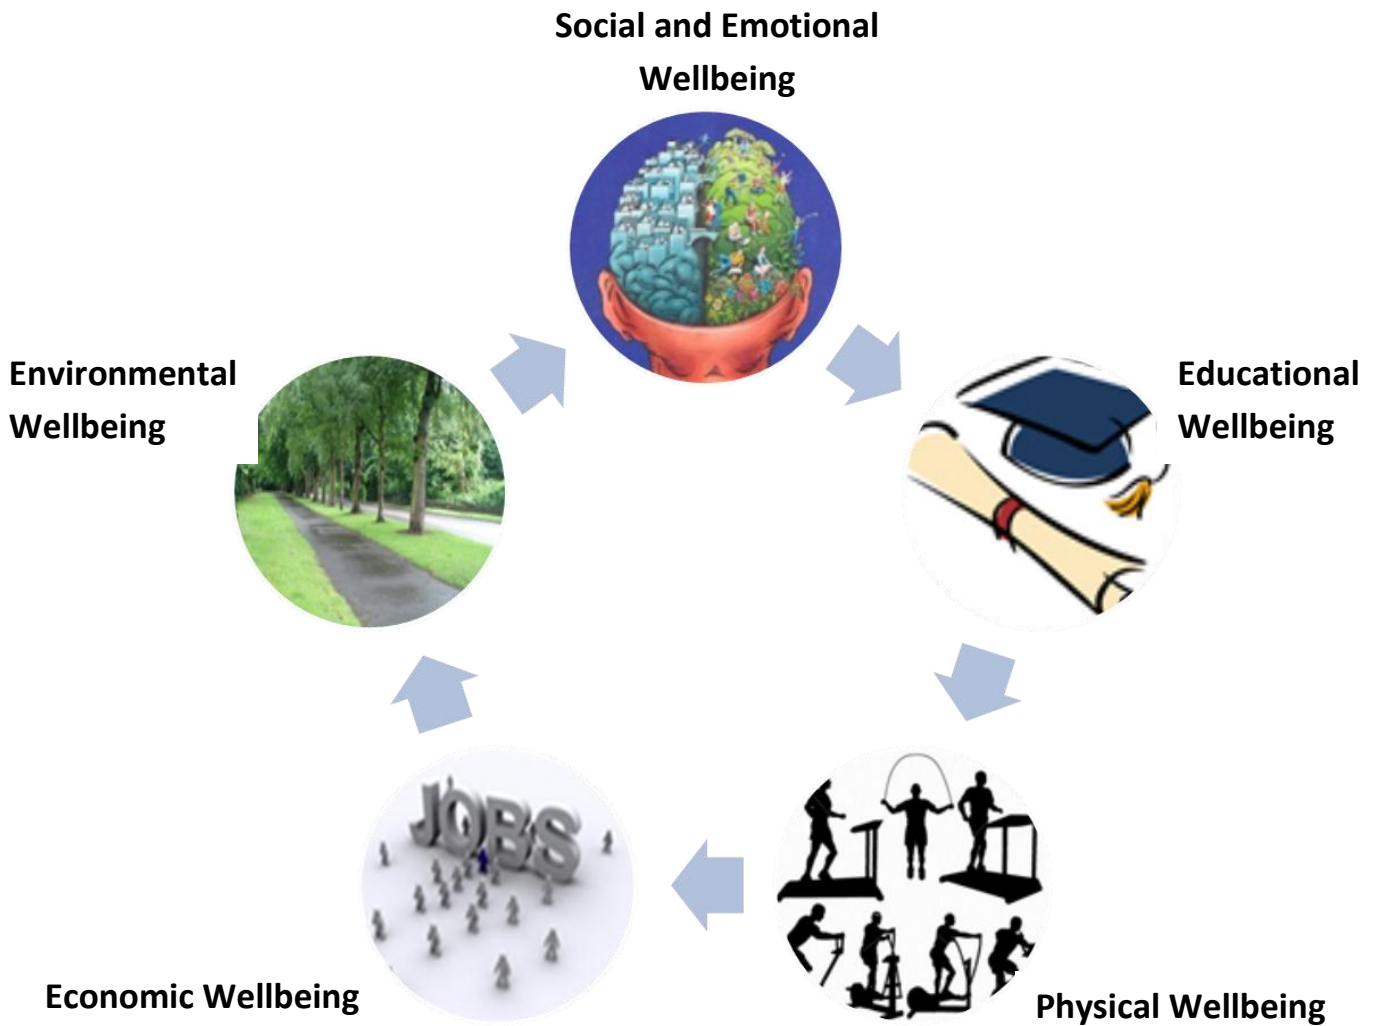 Social and Emotional
Wellbeing
Environmental
Wellbeing
Educational
Wellbeing
JOBS
Economic Wellbeing
Physical Wellbeing